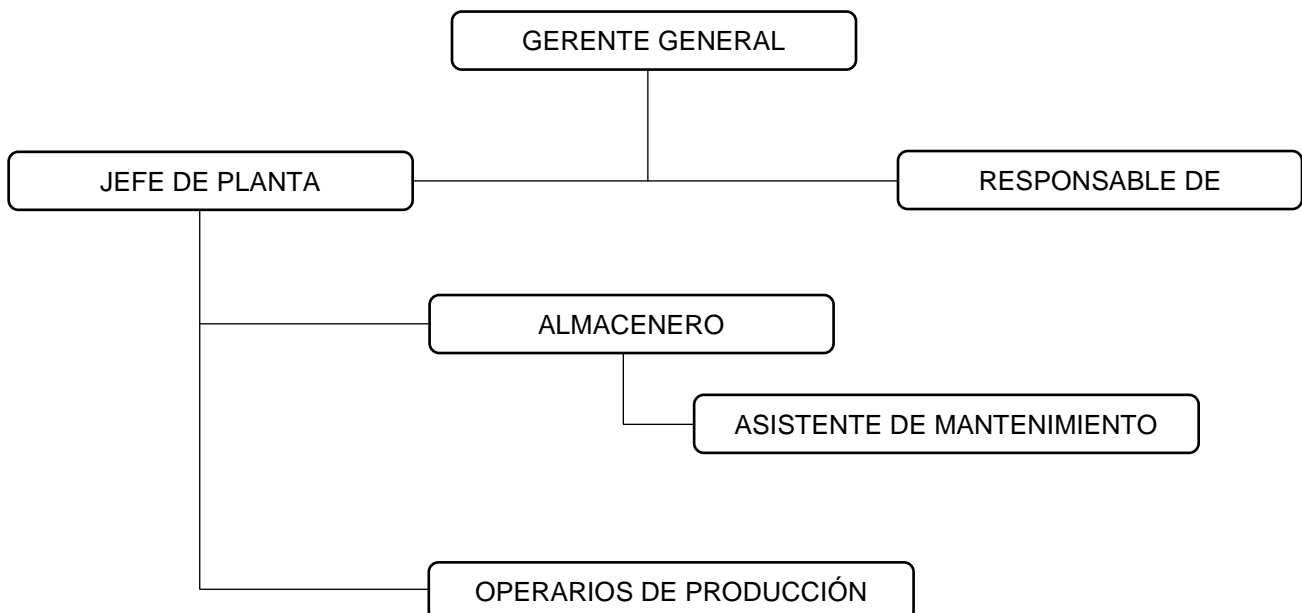 GERENTE GENERAL
JEFE DE PLANTA
RESPONSABLE DE
ALMACENERO
ASISTENTE DE MANTENIMIENTO
OPERARIOS DE PRODUCCIÓN